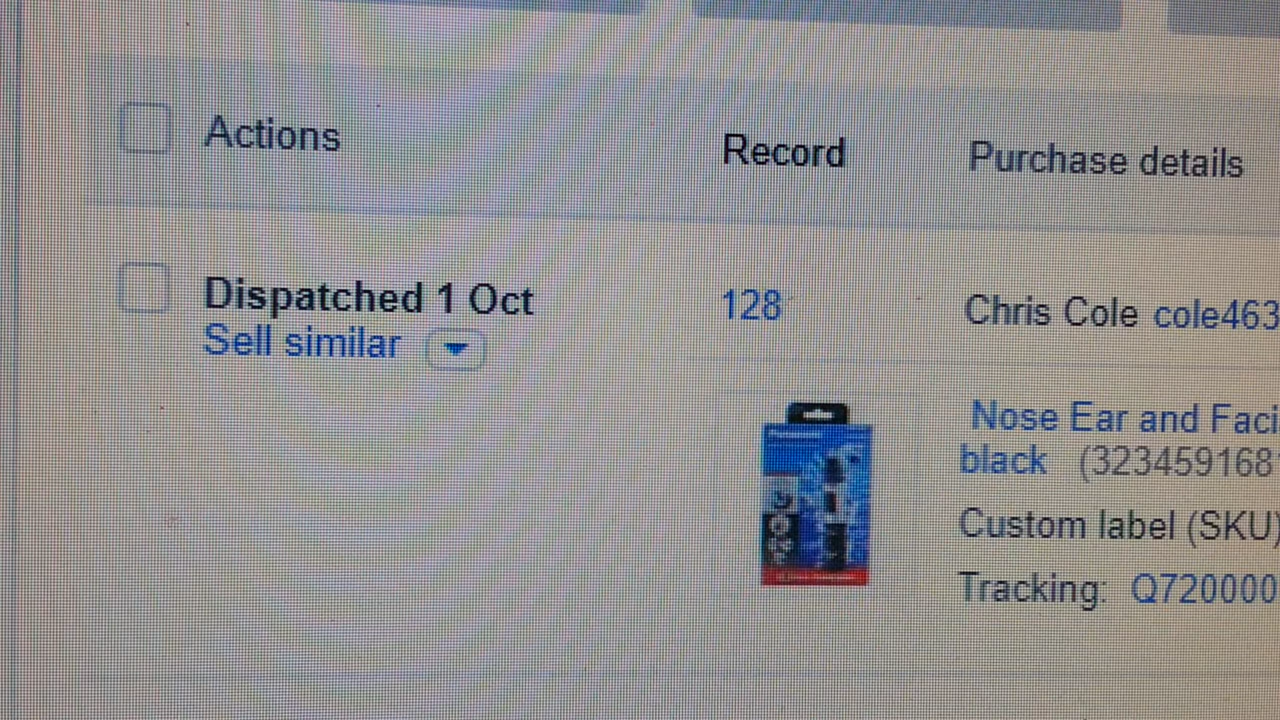 Actions Record Purchase details
Dispatched 1 Oct 128 Chris Cole cole463
Sell similar
Nose Ear and Faci
black (323459168
Custom label (SKU)
Tracking: Q720000